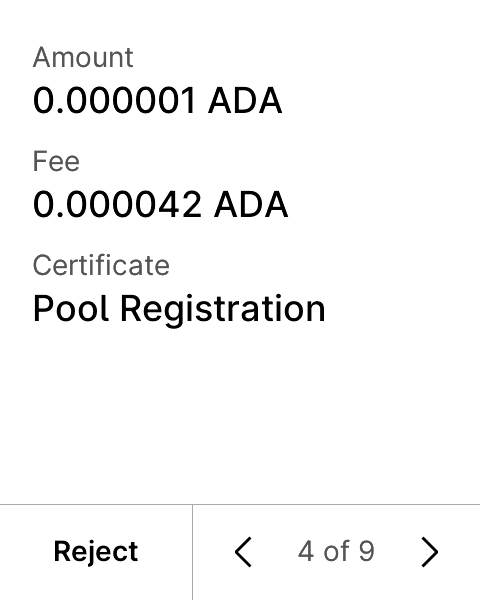 Amount
0.000001 ADA
Fee
0.000042 ADA
Certificate
Pool Registration
Reject
4 of 9